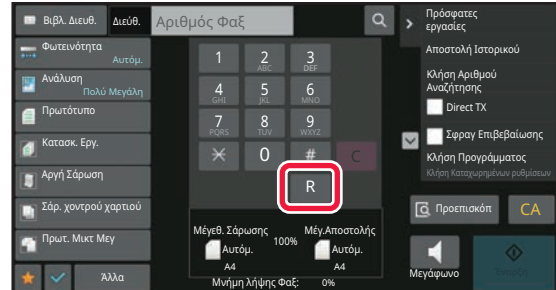 Βιβλ. Διευθ.
Διεύθ.
Αριθμός Φαξ
Πρόσφατες
εργασίες
Φωτεινότητα
Αυτόμ.
Ανάλυση
Πολύ Μεγάλη
Πρωτότυπο
Κατασκ. Εργ.
Αργή Σάρωση
Σάρ. χοντρού χαρτιού
Πρωτ. Μικτ Μεγ
Άλλα
1
2
ABC
3
DEF
4
GHI
5
JKL
6
MNO
7
PQRS
8
TUV
9
WXYZ
0
#
C
R
Μέγεθ. Σάρωσης
Αυτόμ.
A4
100%
Μέγ.Αποστολής
Αυτόμ.
A4
Μνήμη λήψης Φαξ: 0%
Αποστολή Ιστορικού
Κλήση Αριθμού
Αναζήτησης
Direct TX
Σφραγ Επιβεβαίωσης
Κλήση Προγράμματος
Κλήση Καταχωρημένων ρυθμίσεων
Προεπισκόπ
CA
Μεγάφωνο